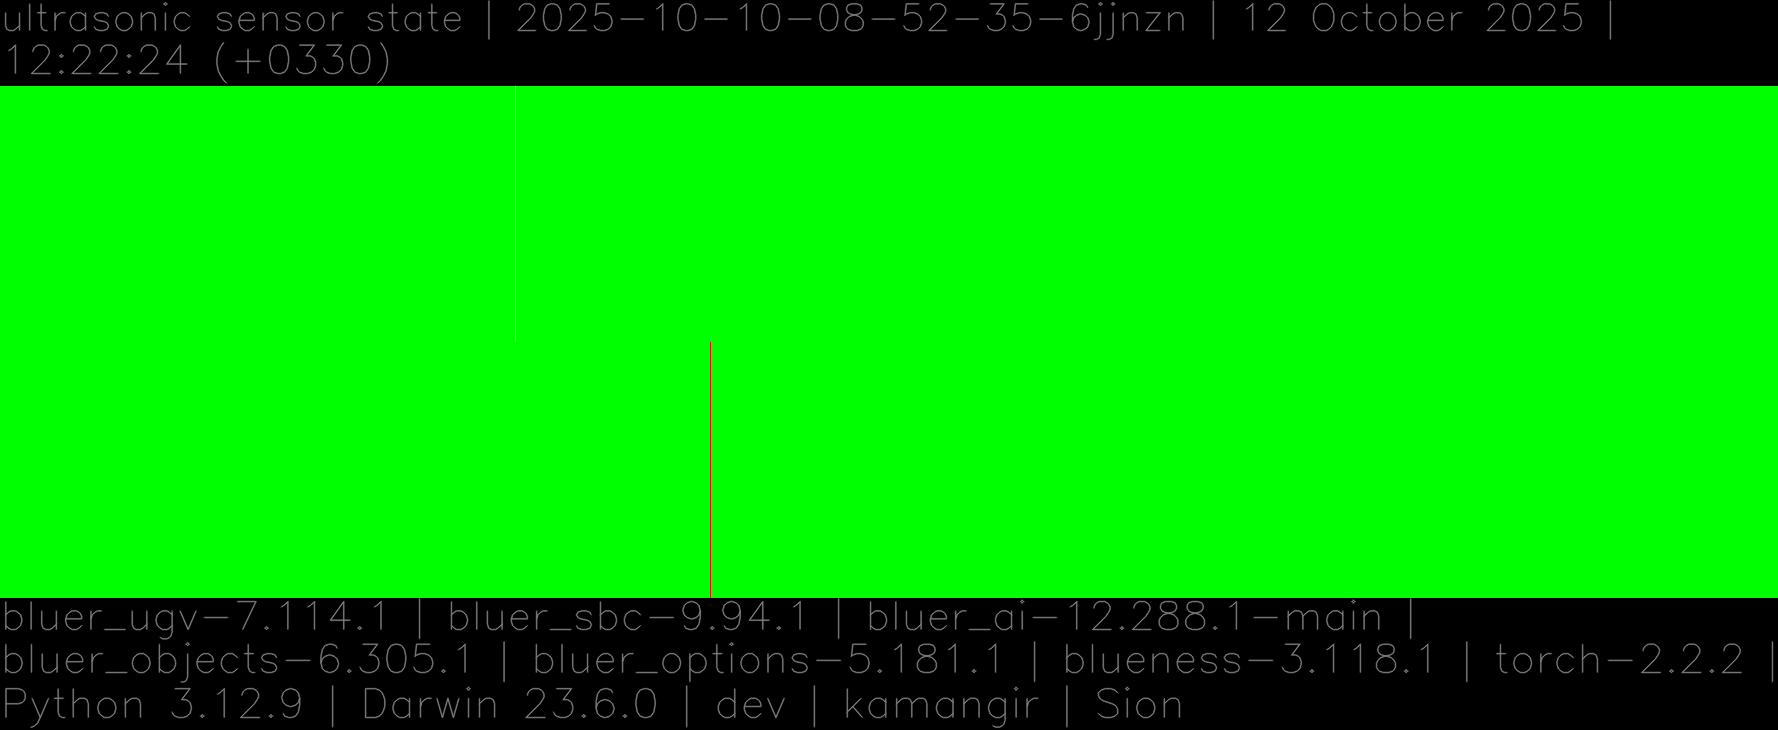 ultrasonic sensor state | 2025-10-10-08-52-35-6jjnzn | 12 October 2025 |
12:22:24 (+0330)
bluer_ugv-7.114.1 | bluer_sbc-9.94.1 | bluer_ai-12.288.1-main |
bluer_objects-6.305.1 | bluer_options-5.181.1 | blueness-3.118.1 | torch-2.2.2 |
Python 3.12.9 | Darwin 23.6.0 | dev | kamangir | Sion